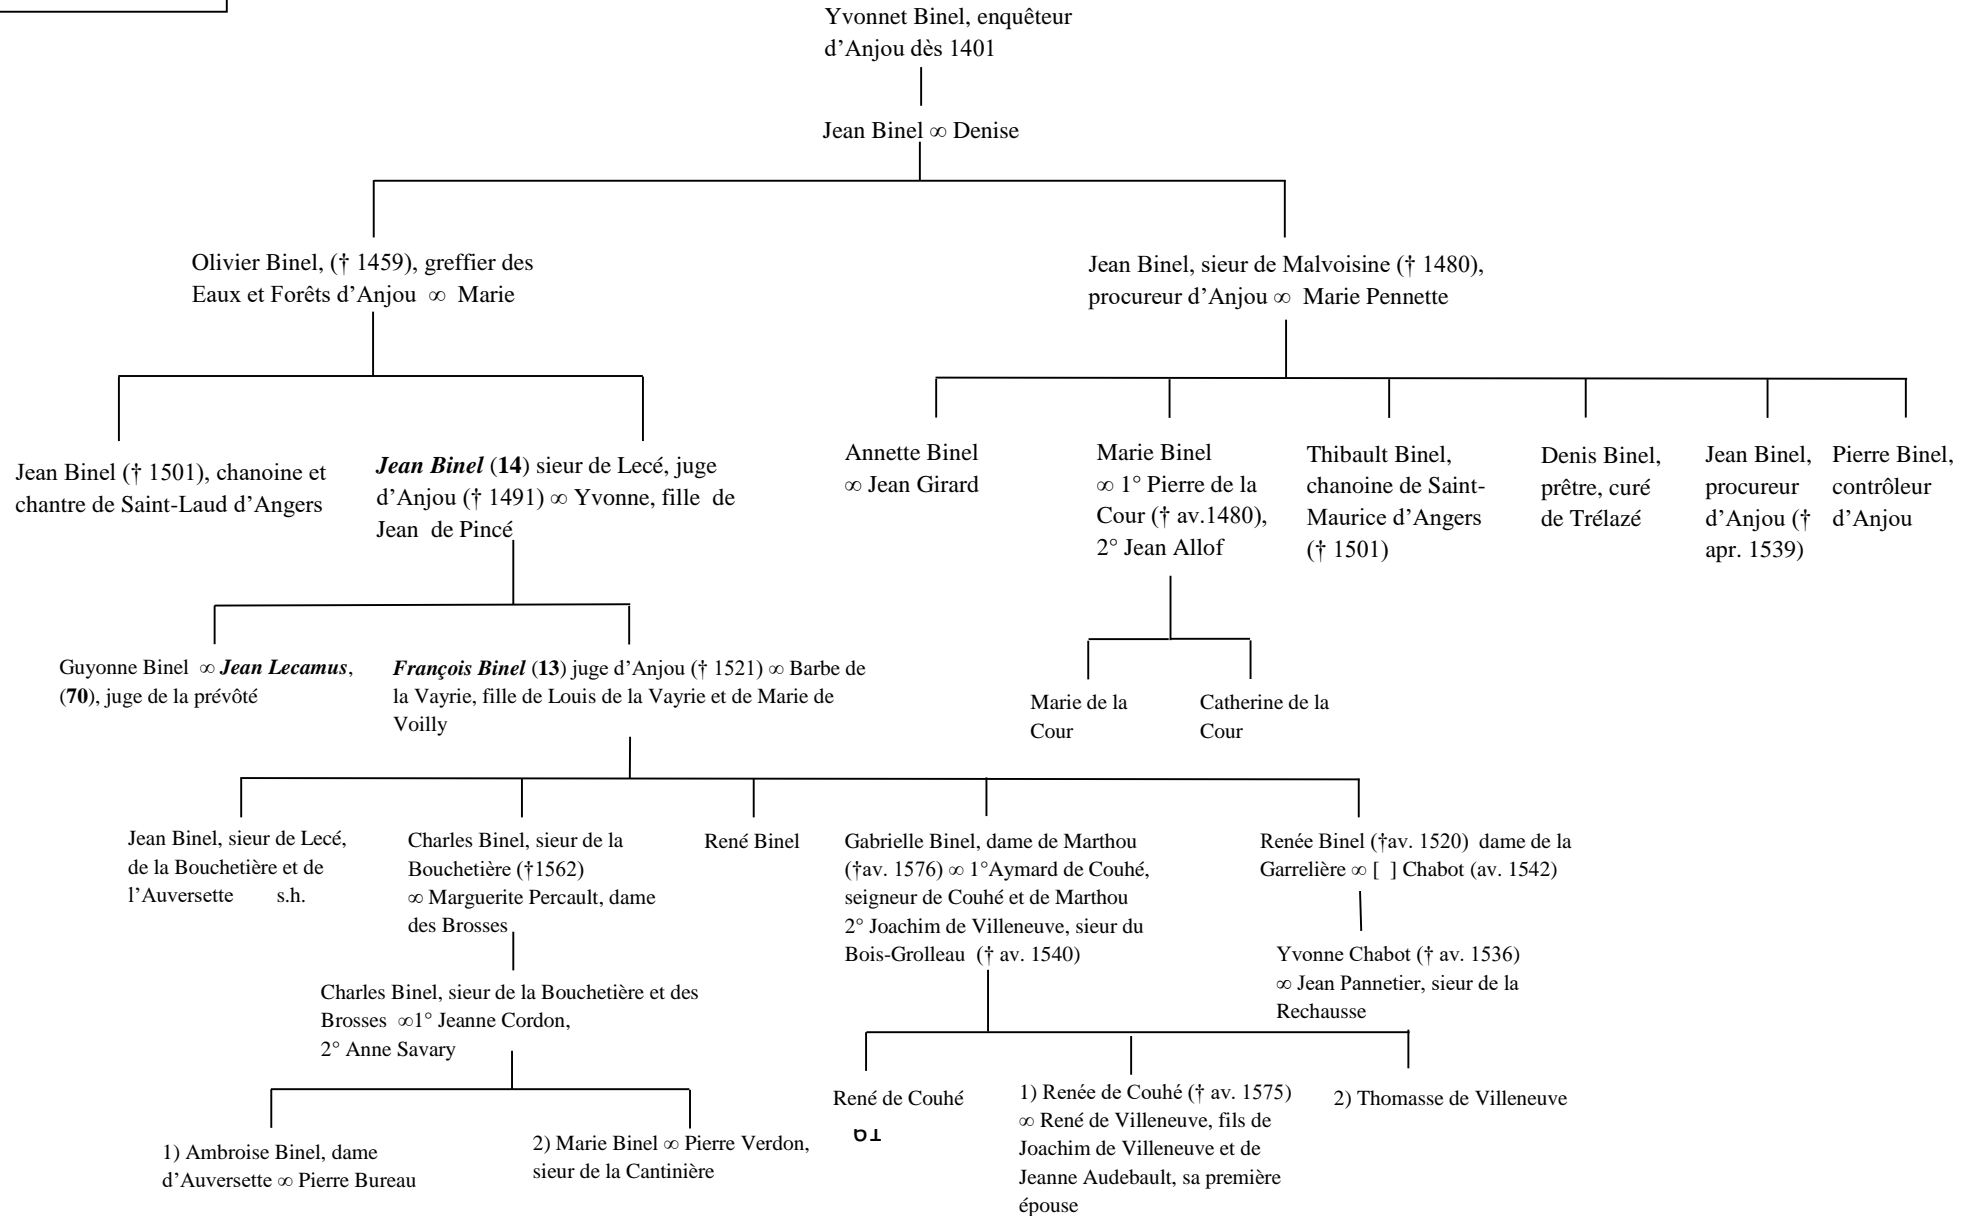 Yvonnet Binel, enquêteur
d’Anjou dès 1401
Jean Binel ∞ Denise
Olivier Binel, († 1459), greffier des
Eaux et Forêts d’Anjou ∞ Marie
Jean Binel, sieur de Malvoisine († 1480),
procureur d’Anjou ∞ Marie Pennette
Jean Binel († 1501), chanoine et
chantre de Saint-Laud d’Angers
Jean Binel (14) sieur de Lecé, juge
d’Anjou († 1491) ∞ Yvonne, fille de
Jean de Pincé
Annette Binel
∞ Jean Girard
Marie Binel
∞ 1° Pierre de la
Cour († av.1480),
2° Jean Allof
Thibault Binel,
chanoine de Saint-
Maurice d’Angers
(† 1501)
Denis Binel,
prêtre, curé
de Trélazé
Jean Binel,
procureur
d’Anjou (†
apr. 1539)
Pierre Binel,
contrôleur
d’Anjou
Guyonne Binel ∞ Jean Lecamus,
(70), juge de la prévôté
François Binel (13) juge d’Anjou († 1521) ∞ Barbe de
la Vayrie, fille de Louis de la Vayrie et de Marie de
Voilly
Marie de la
Cour
Catherine de la
Cour
Jean Binel, sieur de Lecé,
de la Bouchetière et de
l’Auversette s.h.
Charles Binel, sieur de la
Bouchetière (†1562)
∞ Marguerite Percault, dame
des Brosses
René Binel
Gabrielle Binel, dame de Marthou
(†av. 1576) ∞ 1°Aymard de Couhé,
seigneur de Couhé et de Marthou
2° Joachim de Villeneuve, sieur du
Bois-Grolleau († av. 1540)
Renée Binel (†av. 1520) dame de la
Garrelière ∞ [ ] Chabot (av. 1542)
Yvonne Chabot († av. 1536)
∞ Jean Pannetier, sieur de la
Rechausse
Charles Binel, sieur de la Bouchetière et des
Brosses ∞1° Jeanne Cordon,
2° Anne Savary
René de Couhé
1) Renée de Couhé († av. 1575)
∞ René de Villeneuve, fils de
Joachim de Villeneuve et de
Jeanne Audebault, sa première
épouse
2) Thomasse de Villeneuve
1) Ambroise Binel, dame
d’Auversette ∞ Pierre Bureau
2) Marie Binel ∞ Pierre Verdon,
sieur de la Cantinière